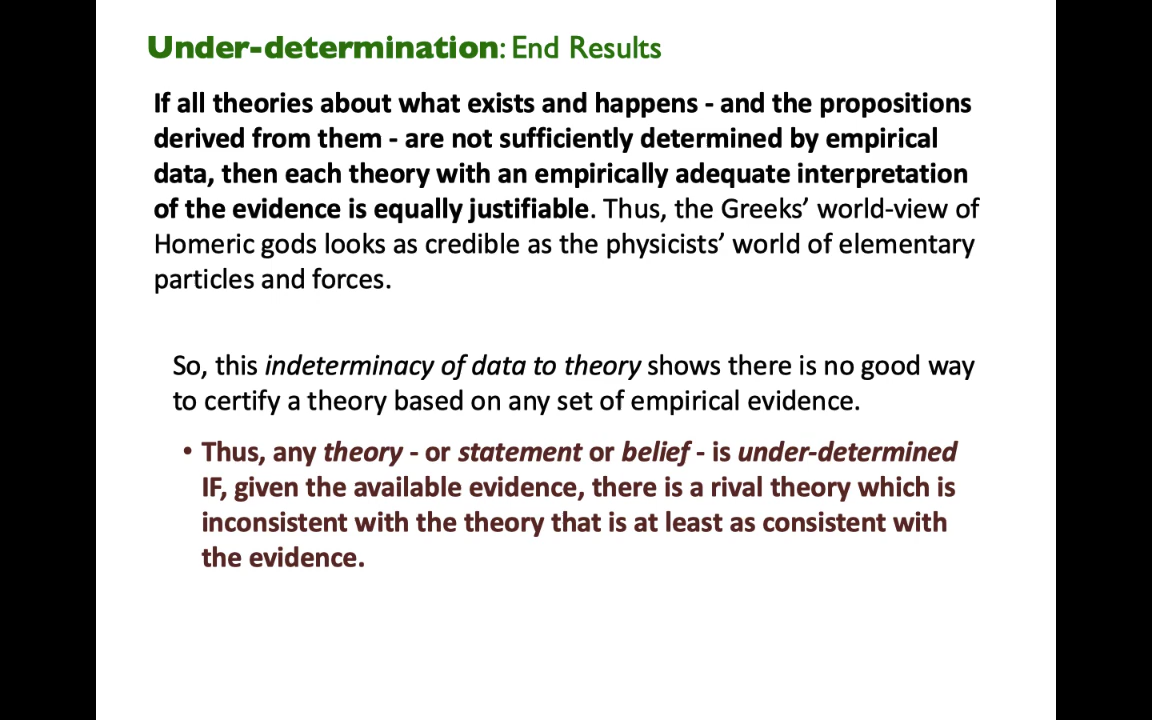 Under-determination: End Results
If all theories about what exists and happens - and the propositions
derived from them - are not sufficiently determined by empirical
data, then each theory with an empirically adequate interpretation
of the evidence is equally justifiable. Thus, the Greeks’ world-view of
Homeric gods looks as credible as the physicists’ world of elementary
particles and forces.
So, this indeterminacy of data to theory shows there is no good way
to certify a theory based on any set of empirical evidence.
• Thus, any theory - or statement or belief - is under-determined
IF, given the available evidence, there is a rival theory which is
inconsistent with the theory that is at least as consistent with
the evidence.